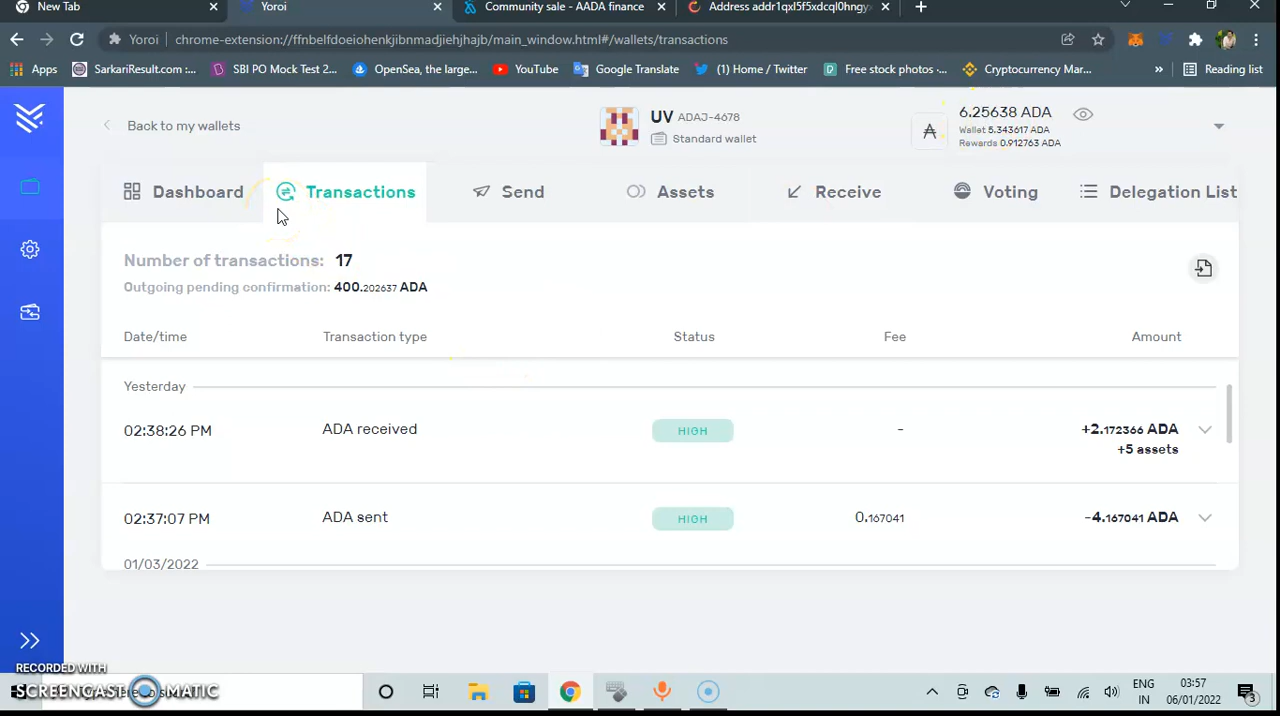 New Tab
Yoroi
Community sale - AADA finance
Address addr1qxl5f5xdcql0hngyx
Yoroi chrome-extension://ffnbelfdoeiohenkjibnmadjiehjhajb/main_window.html#/wallets/transactions
Apps
SarkariResult.com :...
SBI PO Mock Test 2...
OpenSea, the large...
YouTube
Google Translate
(1) Home / Twitter
Free stock photos -...
Cryptocurrency Mar...
» Reading list
Back to my wallets
UV ADAJ-4678
Standard wallet
6.25638 ADA
Wallet 5.343617 ADA
Rewards 0.912763 ADA
Dashboard
Transactions
Send
Assets
Receive
Voting
Delegation List
Number of transactions: 17
Outgoing pending confirmation: 400.202637 ADA
Date/time Transaction type Status Fee Amount
Yesterday
02:38:26 PM ADA received HIGH - +2.172366 ADA
+5 assets
02:37:07 PM ADA sent HIGH 0.167041 -4.167041 ADA
01/03/2022
RECORDED WITH
SCREENCAST MATIC
ENG
IN
03:57
06/01/2022
3